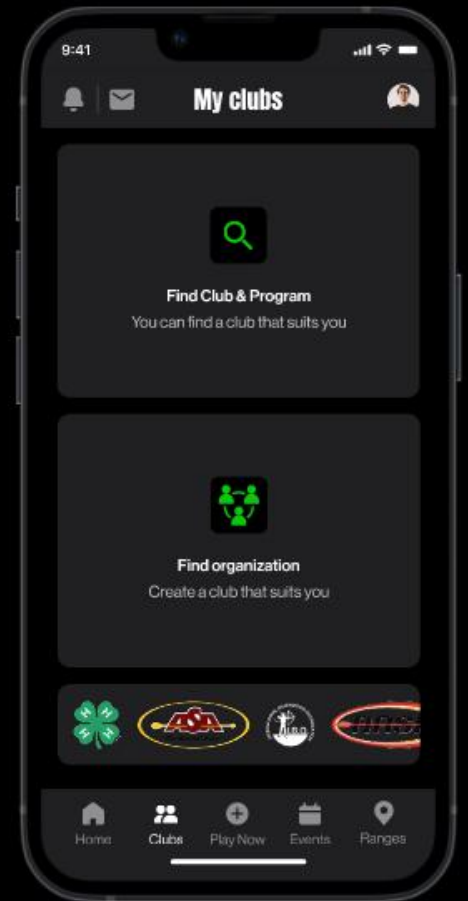 9:41
My clubs
Find Club & Program
You can find a club that suits you
Find organization
Create a club that suits you
H H H H
ASA
I.B.O.
Home
Clubs
Play Now
Events
Ranges